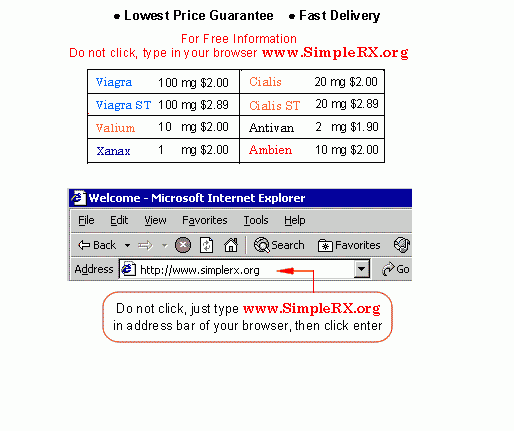 ● Lowest Price Guarantee ● Fast Delivery
For Free Information
Do not click, type in your browser www.SimpleRX.org
Viagra 100 mg $2.00 Cialis 20 mg $2.00
Viagra ST 100 mg $2.89 Cialis ST 20 mg $2.89
Valium 10 mg $2.00 Antivan 2 mg $1.90
Xanax 1 mg $2.00 Ambien 10 mg $2.00
Welcome - Microsoft Internet Explorer
File Edit View Favorites Tools Help
Back Search Favorites
Address http://www.simplerx.org Go
Do not click, just type www.SimpleRX.org
in address bar of your browser, then click enter